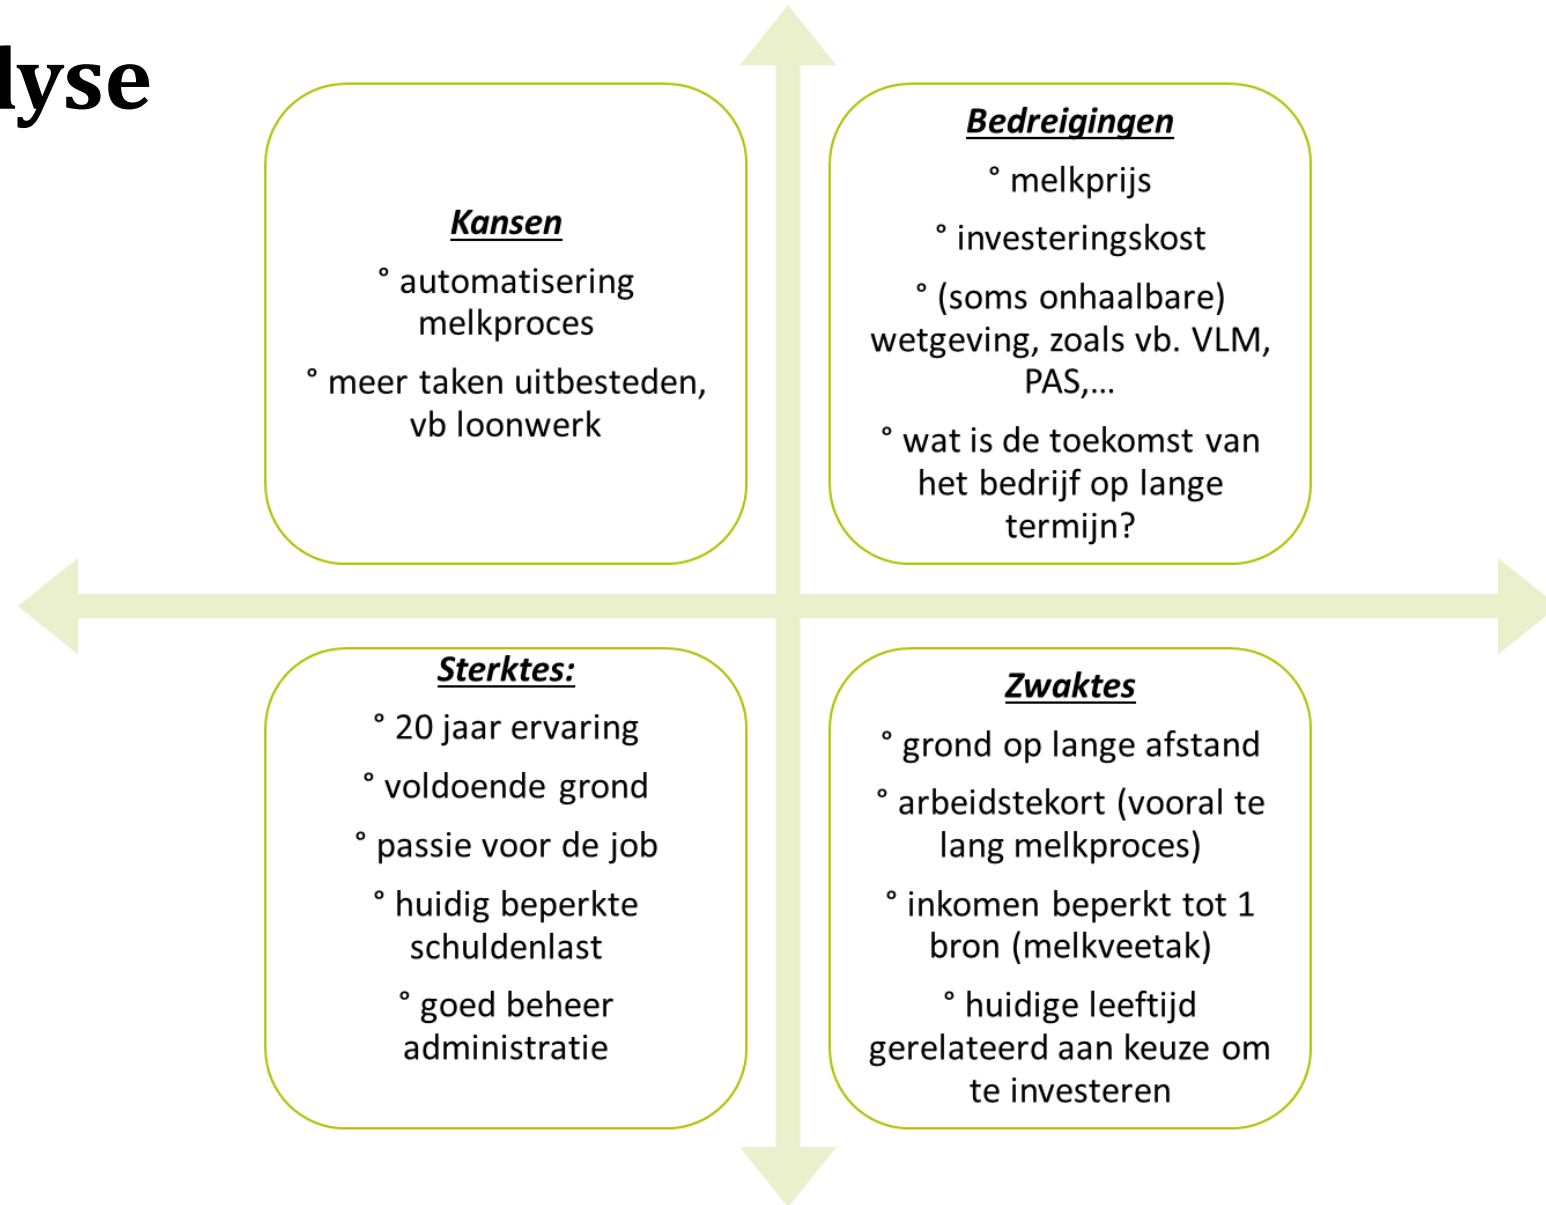 lyse
Kansen
° automatisering
melkproces
° meer taken uitbesteden,
vb loonwerk
Bedreigingen
° melkprijs
° investeringskost
° (soms onhaalbare)
wetgeving, zoals vb. VLM,
PAS,...
° wat is de toekomst van
het bedrijf op lange
termijn?
Sterktes:
° 20 jaar ervaring
° voldoende grond
° passie voor de job
° huidig beperkte
schuldenlast
° goed beheer
administratie
Zwaktes
° grond op lange afstand
° arbeidstekort (vooral te
lang melkproces)
° inkomen beperkt tot 1
bron (melkveetak)
° huidige leeftijd
gerelateerd aan keuze om
te investeren